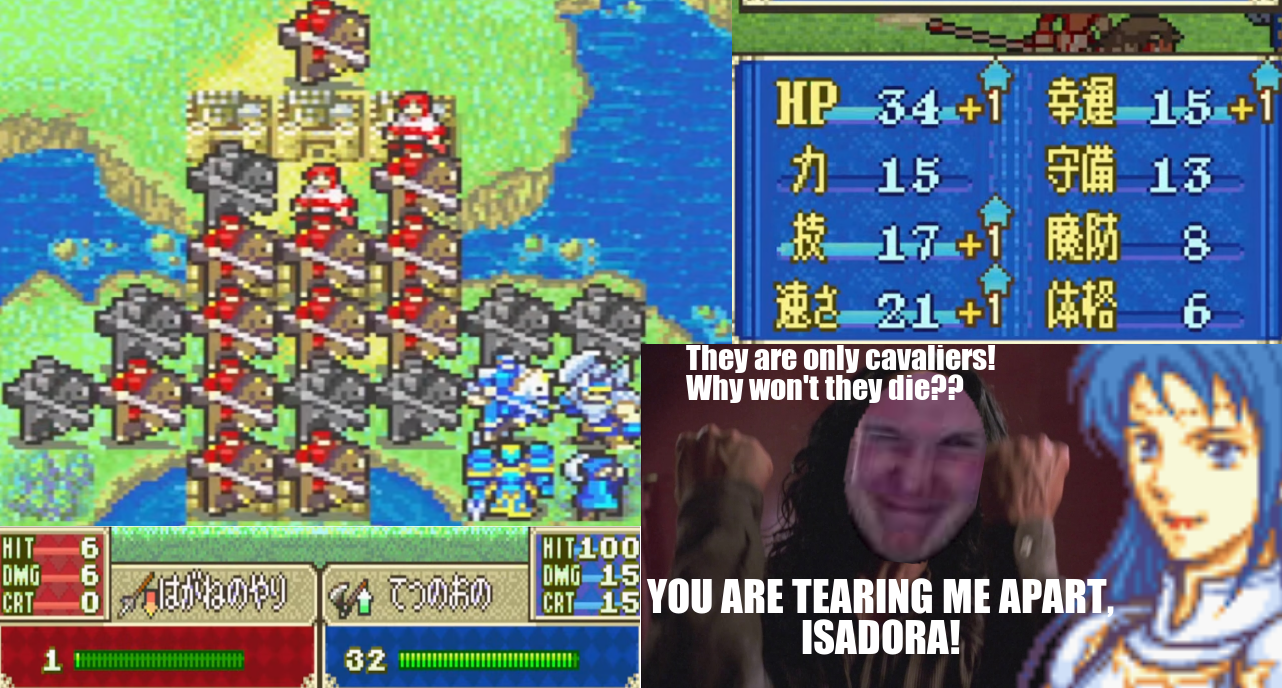 HP 34 +1
幸運 15 +1
力 15
守備 13
技 17 +1
魔防 8
速さ 21 +1
体格 6
They are only cavaliers!
Why won't they die??
YOU ARE TEARING ME APART,
ISADORA!
HIT 6
DMG 6
CRT 0
はがねのやり
てつのおの
HIT 100
DMG 15
CRT 15
1
32